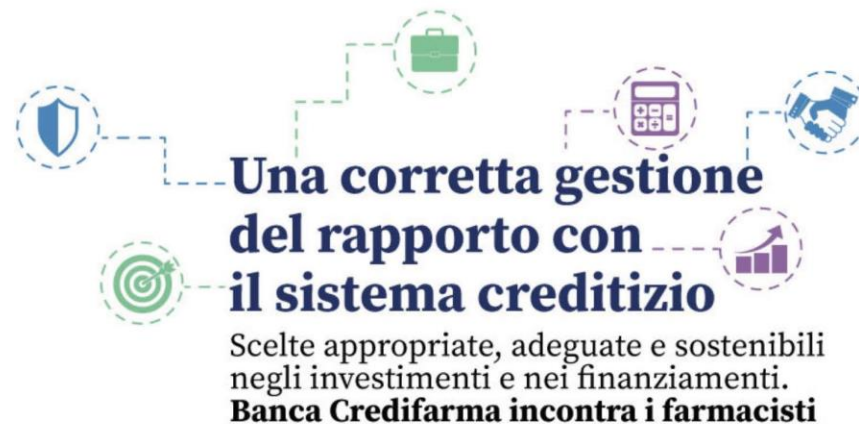 Una corretta gestione
del rapporto con
il sistema creditizio
Scelte appropriate, adeguate e sostenibili
negli investimenti e nei finanziamenti.
Banca Credifarma incontra i farmacisti